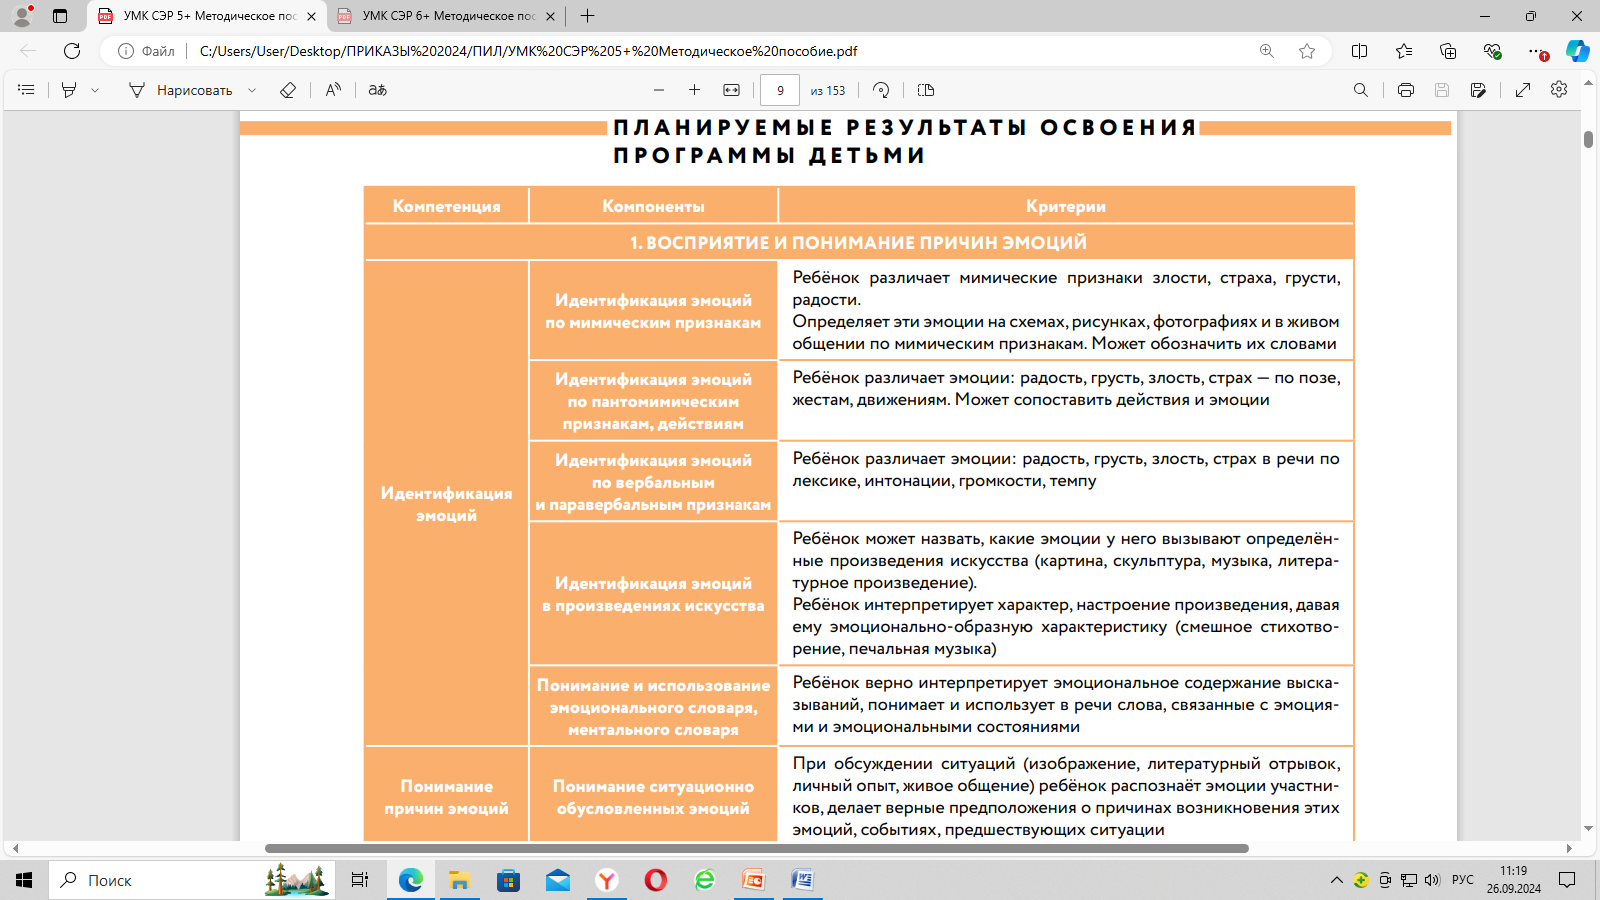 УМК СЭР 5+ Методическое пос
УМК СЭР 6+ Методическое пос
Файл
C:/Users/User/Desktop/ПРИКАЗЫ%202024/ПИЛ/УМК%20СЭР%205+%20Методическое%20пособие.pdf
Нарисовать
аあ
9
из 153
ПЛАНИРУЕМЫЕ РЕЗУЛЬТАТЫ ОСВОЕНИЯ
ПРОГРАММЫ ДЕТЬМИ
Компетенция
Компоненты
Критерии
1. ВОСПРИЯТИЕ И ПОНИМАНИЕ ПРИЧИН ЭМОЦИЙ
Идентификация
эмоций
Идентификация эмоций
по мимическим признакам
Ребёнок различает мимические признаки злости, страха, грусти,
радости.
Определяет эти эмоции на схемах, рисунках, фотографиях и в живом
общении по мимическим признакам. Может обозначить их словами
Идентификация эмоций
по пантомимическим
признакам, действиям
Ребёнок различает эмоции: радость, грусть, злость, страх — по позе,
жестам, движениям. Может сопоставить действия и эмоции
Идентификация эмоций
по вербальным
и паравербальным признакам
Ребёнок различает эмоции: радость, грусть, злость, страх в речи по
лексике, интонации, громкости, темпу
Идентификация эмоций
в произведениях искусства
Ребёнок может назвать, какие эмоции у него вызывают определён-
ные произведения искусства (картина, скульптура, музыка, литера-
турное произведение).
Ребёнок интерпретирует характер, настроение произведения, давая
ему эмоционально-образную характеристику (смешное стихотво-
рение, печальная музыка)
Понимание и использование
эмоционального словаря,
ментального словаря
Ребёнок верно интерпретирует эмоциональное содержание выска-
зываний, понимает и использует в речи слова, связанные с эмоция-
ми и эмоциональными состояниями
Понимание
причин эмоций
Понимание ситуационно
обусловленных эмоций
При обсуждении ситуаций (изображение, литературный отрывок,
личный опыт, живое общение) ребёнок распознаёт эмоции участни-
ков, делает верные предположения о причинах возникновения этих
эмоций, событиях, предшествующих ситуации
Поиск
РУС
11:19
26.09.2024